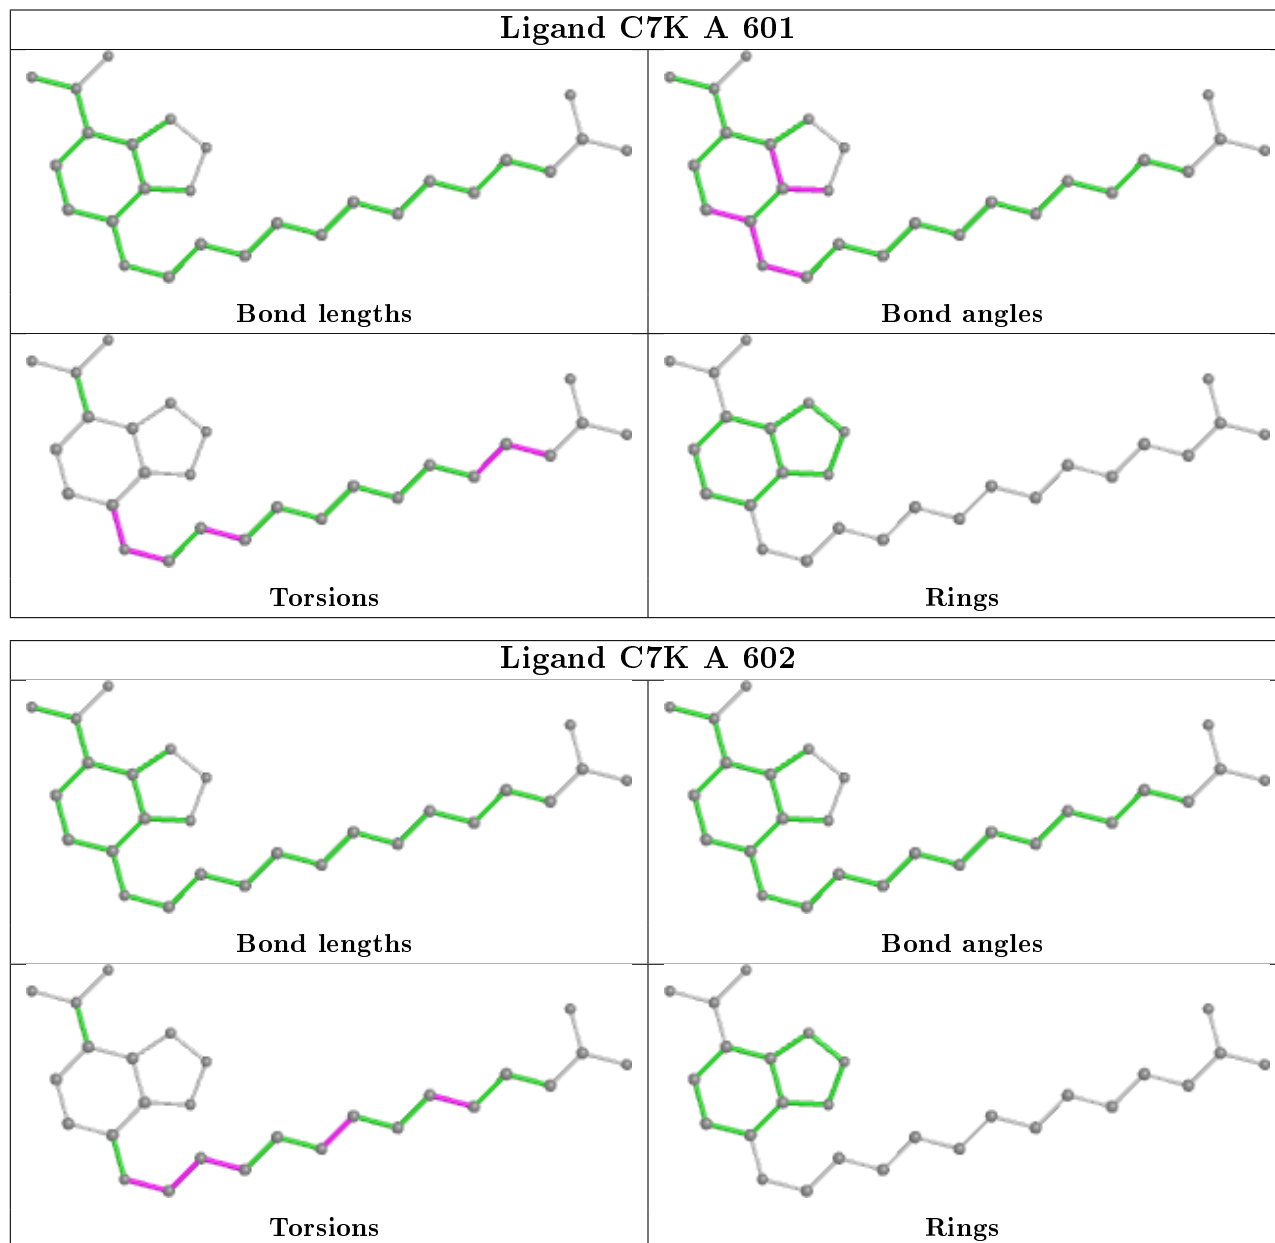 Ligand C7K A 601
Bond lengths
Bond angles
Torsions
Rings
Ligand C7K A 602
Bond lengths
Bond angles
Torsions
Rings